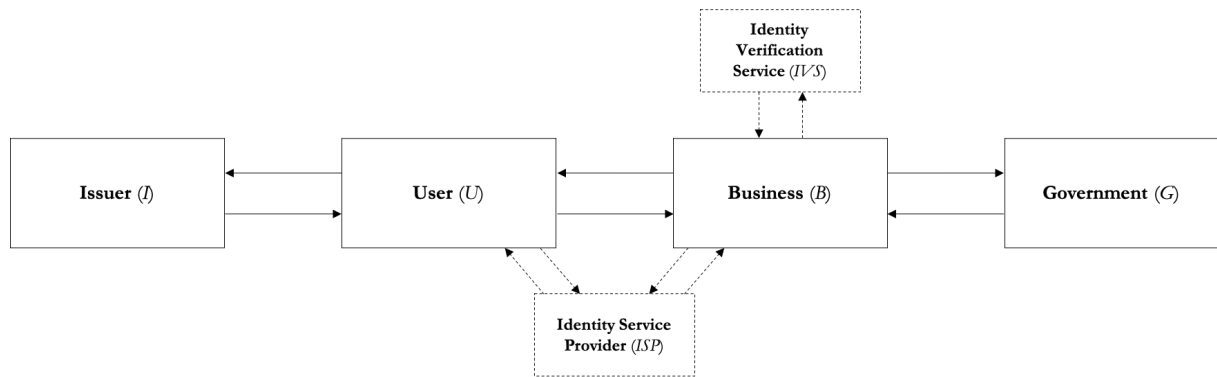 Identity
Verification
Service (IVS)
Issuer (I)
User (U)
Business (B)
Government (G)
Identity Service
Provider (ISP)